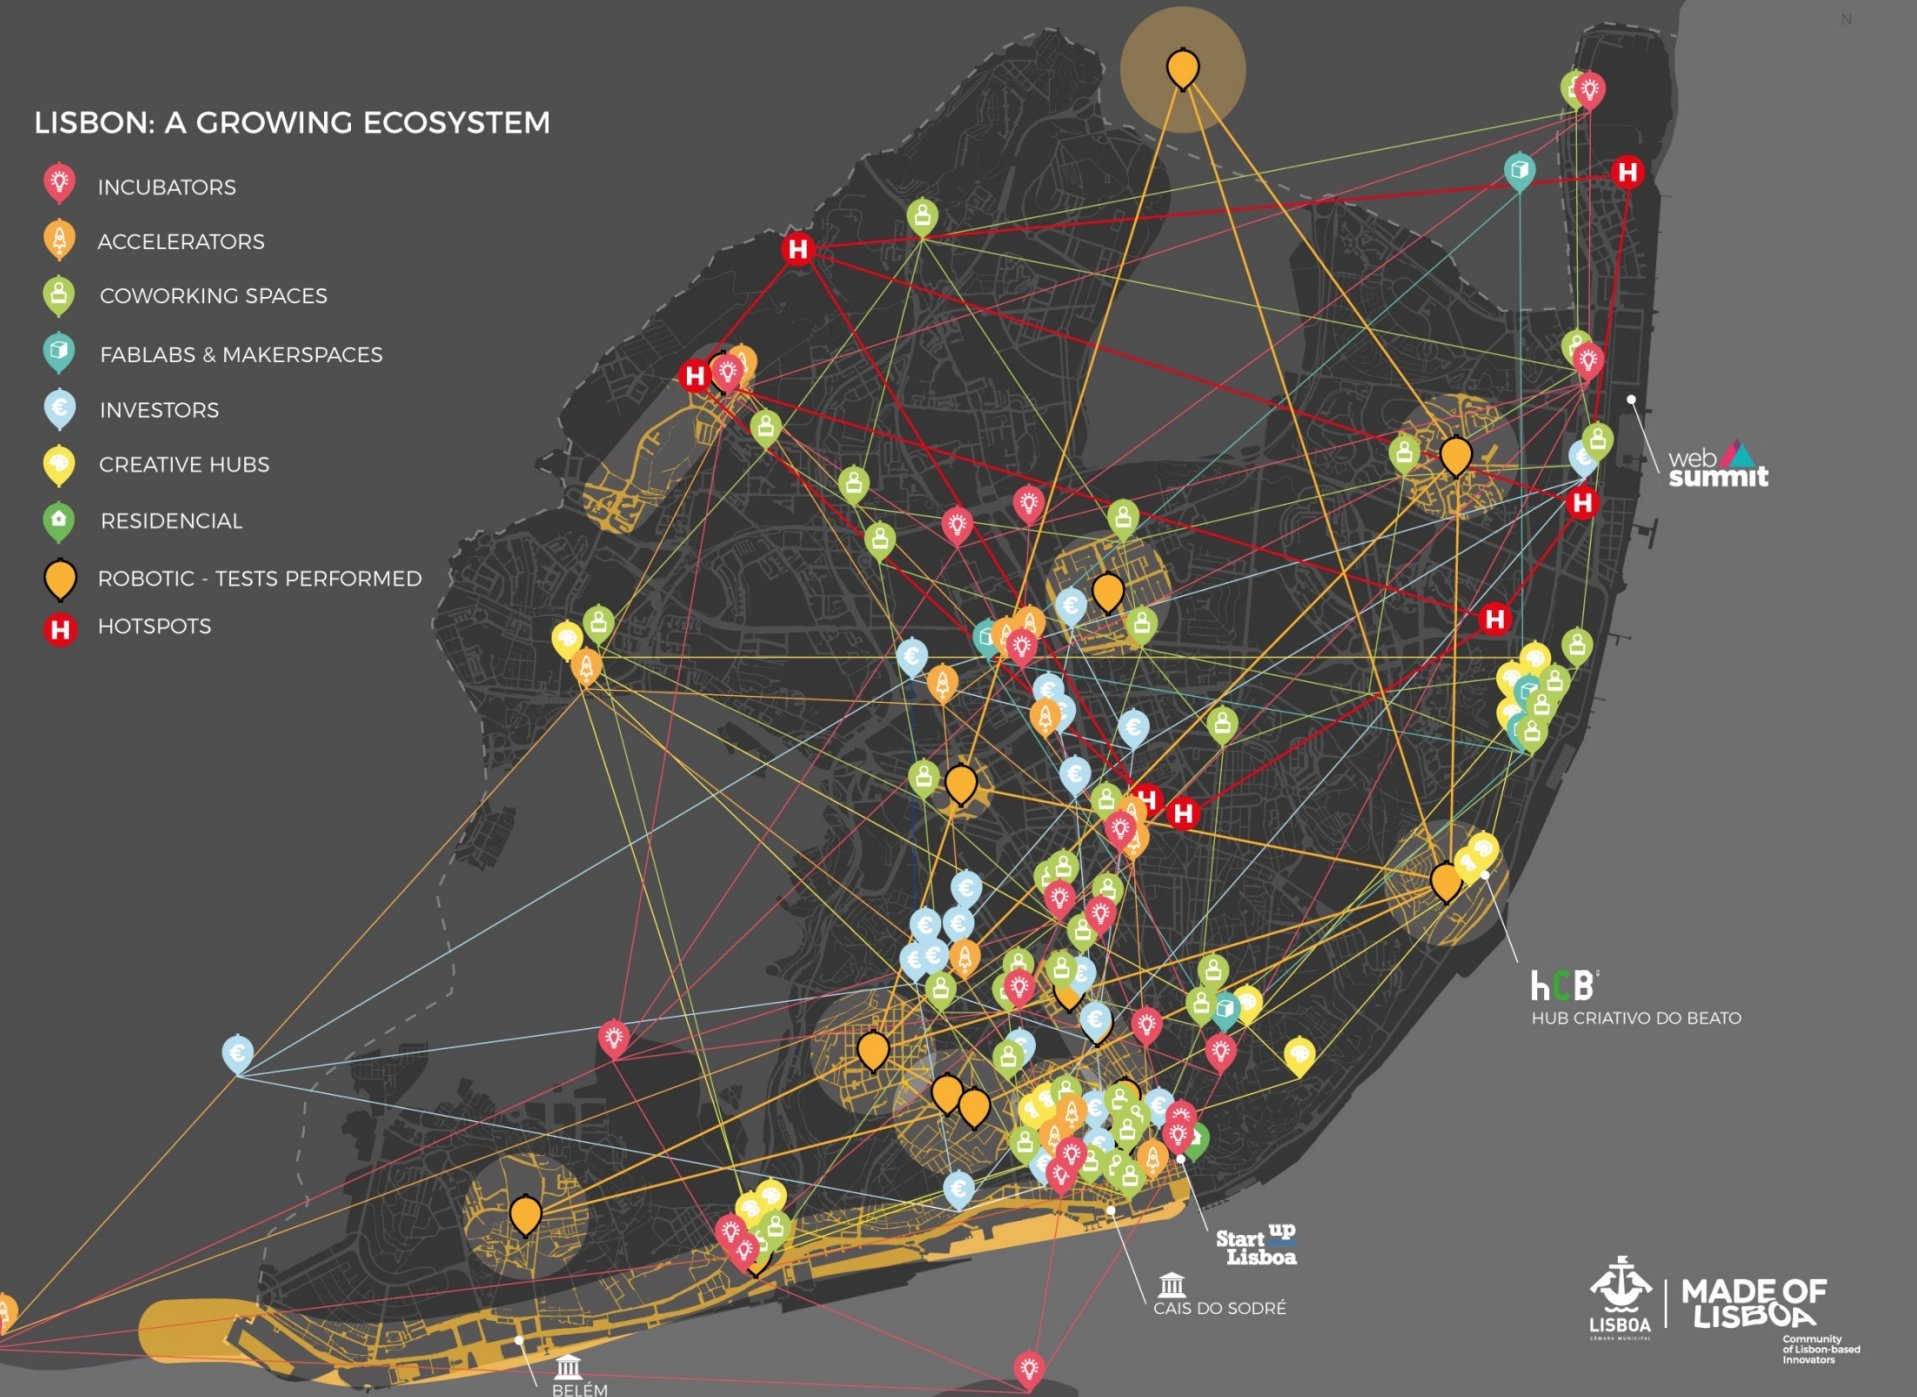 N
LISBON: A GROWING ECOSYSTEM
INCUBATORS
ACCELERATORS
COWORKING SPACES
FABLABS & MAKERSPACES
INVESTORS
CREATIVE HUBS
RESIDENCIAL
ROBOTIC - TESTS PERFORMED
H HOTSPOTS
H
H
H
H
H
H
H
web
summit
hCB
HUB CRIATIVO DO BEATO
Start up
Lisboa
CAIS DO SODRÉ
BELÉM
LISBOA
CÂMARA MUNICIPAL
MADE OF
LISBOA
Community
of Lisbon-based
Innovators